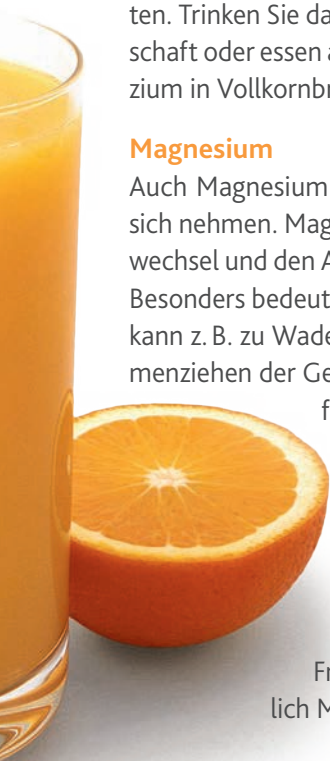 ten. Trinken Sie da
schaft oder essen a
zium in Vollkornbr
Magnesium
Auch Magnesium
sich nehmen. Mag
wechsel und den A
Besonders bedeut
kann z. B. zu Wade
menziehen der Ge
f
Fr
lich M